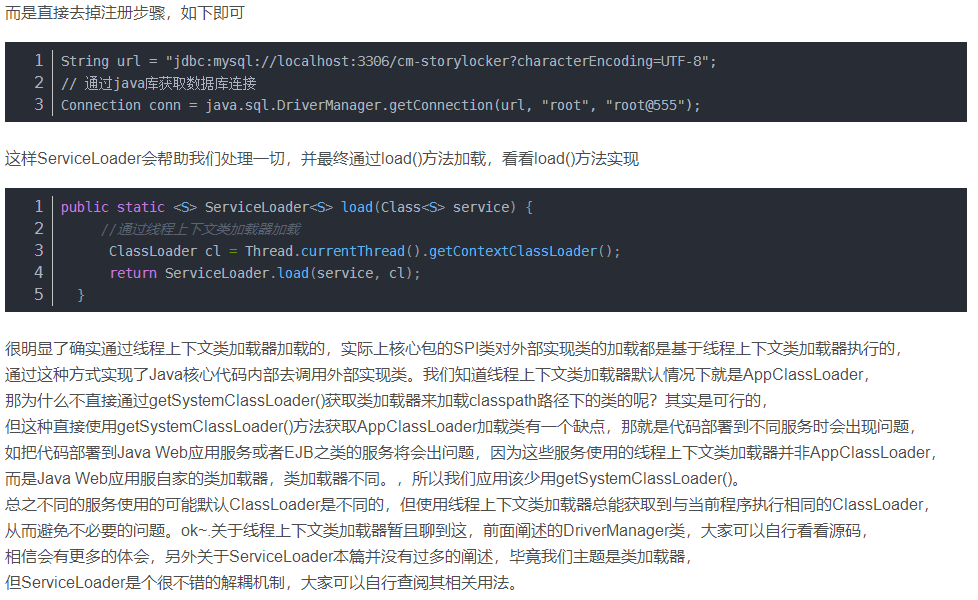 而是直接去掉注册步骤，如下即可
1 String url = "jdbc:mysql://localhost:3306/cm-storylocker?characterEncoding=UTF-8";
2 // 通过java库获取数据库连接
3 Connection conn = java.sql.DriverManager.getConnection(url, "root", "root@555");
这样ServiceLoader会帮助我们处理一切，并最终通过load()方法加载，看看load()方法实现
1 public static <S> ServiceLoader<S> load(Class<S> service) {
2 //通过线程上下文类加载器加载
3 ClassLoader cl = Thread.currentThread().getContextClassLoader();
4 return ServiceLoader.load(service, cl);
5 }
很明显了确实通过线程上下文类加载器加载的，实际上核心包的SPI类对外部实现类的加载都是基于线程上下文类加载器执行的，
通过这种方式实现了Java核心代码内部去调用外部实现类。我们知道线程上下文类加载器默认情况下就是AppClassLoader，
那为什么不直接通过getSystemClassLoader()获取类加载器来加载classpath路径下的类的呢？其实是可行的，
但这种直接使用getSystemClassLoader()方法获取AppClassLoader加载类有一个缺点，那就是代码部署到不同服务时会出现问题，
如把代码部署到Java Web应用服务或者EJB之类的服务将会出问题，因为这些服务使用的线程上下文类加载器并非AppClassLoader，
而是Java Web应用服自家的类加载器，类加载器不同。，所以我们应用该少用getSystemClassLoader()。
总之不同的服务使用的可能默认ClassLoader是不同的，但使用线程上下文类加载器总能获取到与当前程序执行相同的ClassLoader，
从而避免不必要的问题。ok~.关于线程上下文类加载器暂且聊到这，前面阐述的DriverManager类，大家可以自行看看源码，
相信会有更多的体会，另外关于ServiceLoader本篇并没有过多的阐述，毕竟我们主题是类加载器，
但ServiceLoader是个很不错的解耦机制，大家可以自行查阅其相关用法。